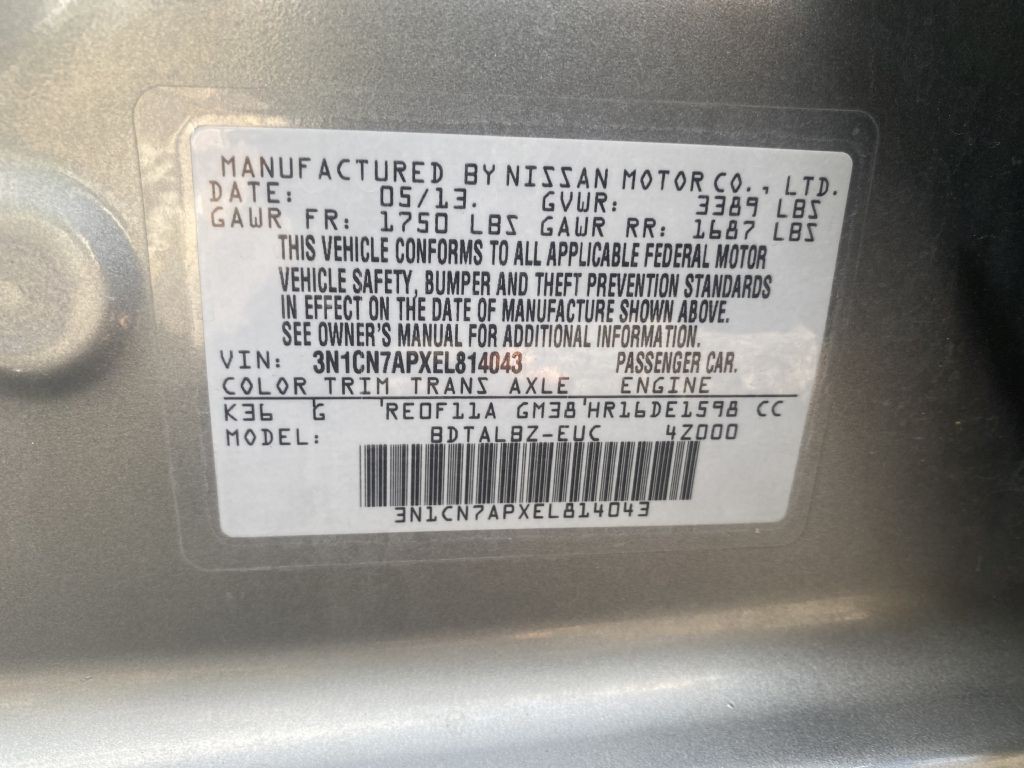 MANUFACTURED BY NISSAN MOTOR CO., LTD.
DATE: 05/13. GVWR: 3389 LBS
GAWR FR: 1750 LBS GAWR RR: 1687 LBS
THIS VEHICLE CONFORMS TO ALL APPLICABLE FEDERAL MOTOR
VEHICLE SAFETY, BUMPER AND THEFT PREVENTION STANDARDS
IN EFFECT ON THE DATE OF MANUFACTURE SHOWN ABOVE.
SEE OWNER'S MANUAL FOR ADDITIONAL INFORMATION.
VIN: 3N1CN7APXEL814043 PASSENGER CAR.
COLOR TRIM TRANS AXLE ENGINE
K36 G RE0F11A GM38 HR16DE1598 CC
MODEL: BDTALBZ-EUC 4Z000
3N1CN7APXEL814043